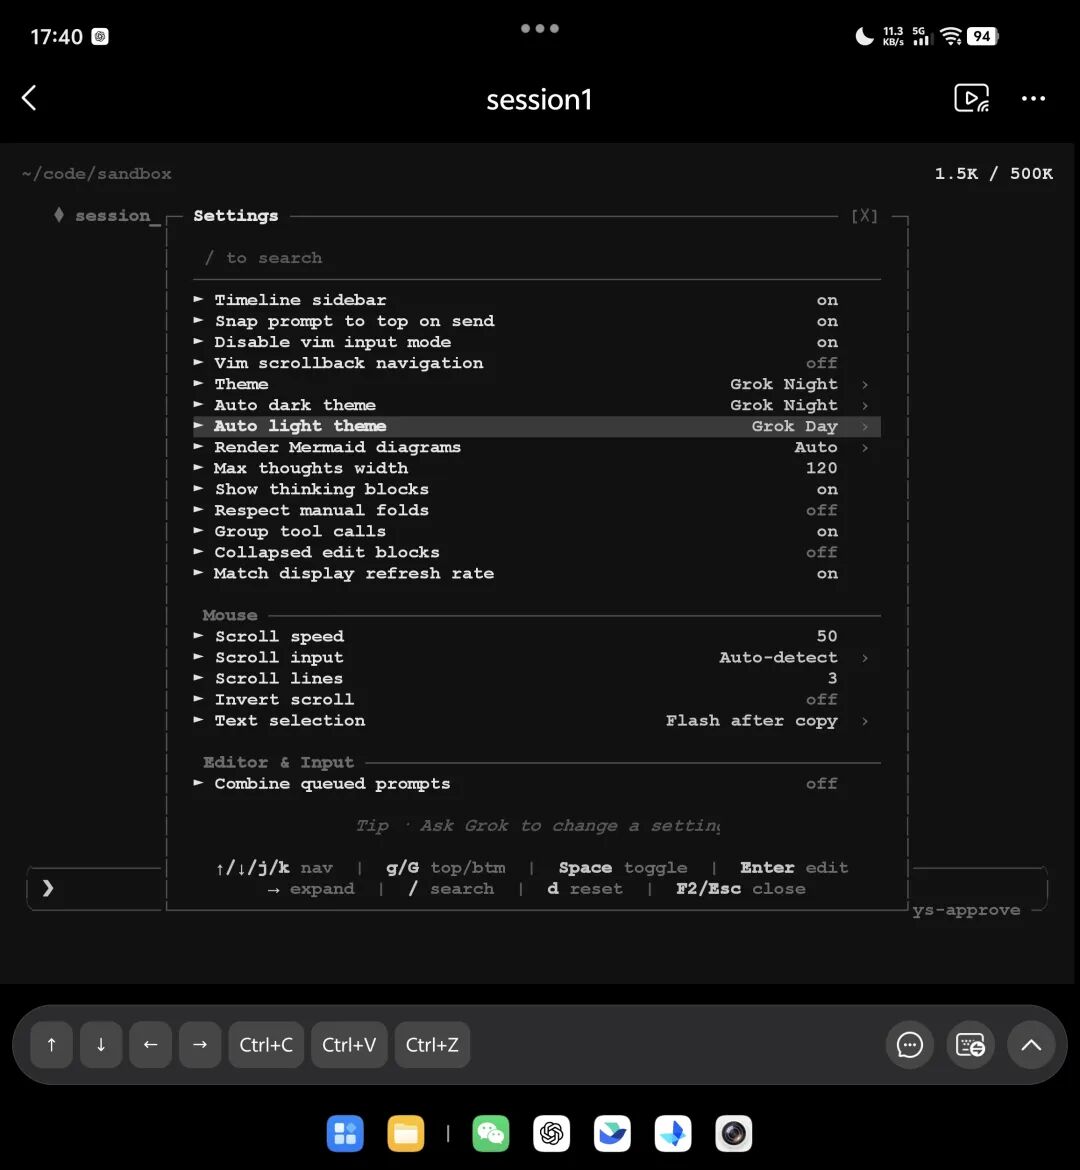 17:40 11.3 KB/s 5G 94
session1
~/code/sandbox 1.5K / 500K
session_ Settings [X]
/ to search
► Timeline sidebar on
► Snap prompt to top on send on
► Disable vim input mode on
► Vim scrollback navigation off
► Theme Grok Night ›
► Auto dark theme Grok Night ›
► Auto light theme Grok Day ›
► Render Mermaid diagrams Auto ›
► Max thoughts width 120
► Show thinking blocks on
► Respect manual folds off
► Group tool calls on
► Collapsed edit blocks off
► Match display refresh rate on
Mouse
► Scroll speed 50
► Scroll input Auto-detect ›
► Scroll lines 3
► Invert scroll off
► Text selection Flash after copy ›
Editor & Input
► Combine queued prompts off
Tip · Ask Grok to change a setting
↑/↓/j/k nav | g/G top/btm | Space toggle | Enter edit
→ expand | / search | d reset | F2/Esc close
❯
ys-approve
↑ ↓ ← → Ctrl+C Ctrl+V Ctrl+Z